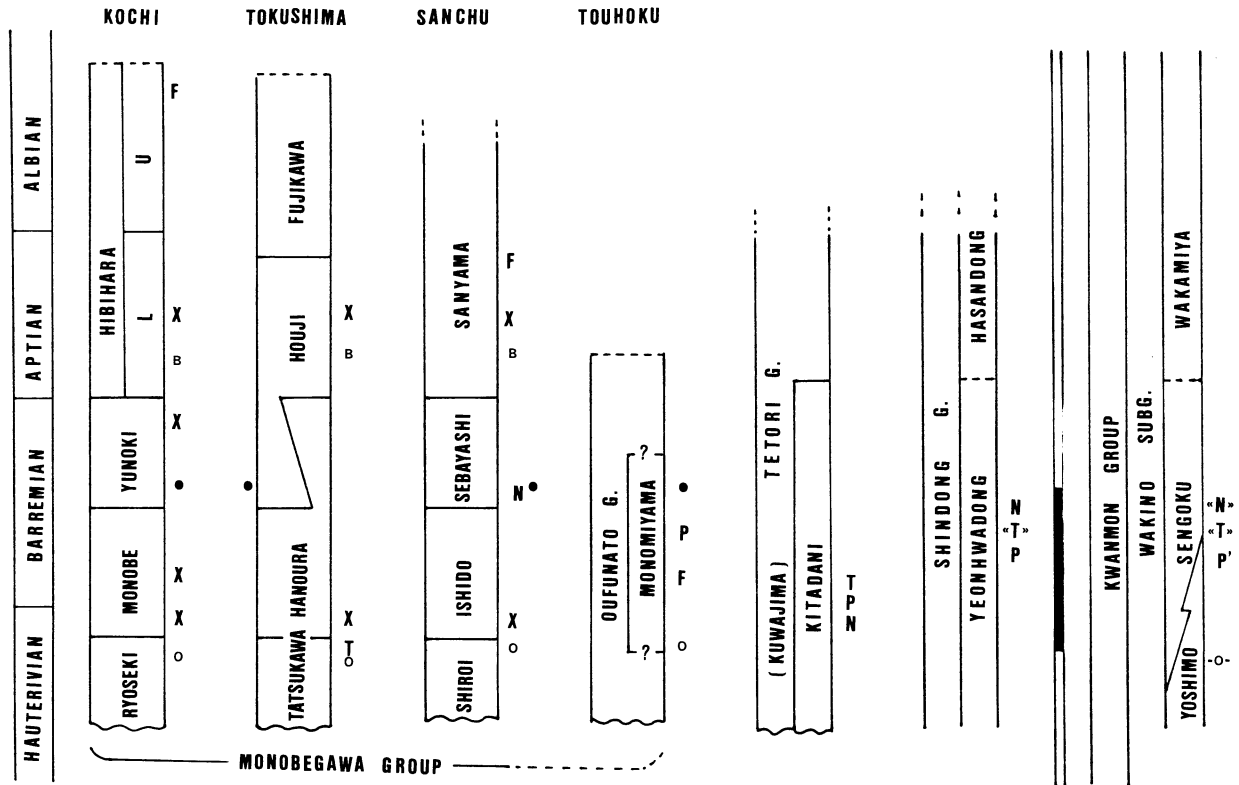 KOCHI
TOKUSHIMA
SANCHU
TOUHOKU
ALBIAN
APTIAN
BARREMIAN
HAUTERIVIAN
HIBIHARA
U
L
YUNOKI
MONOBE
RYOSEKI
F
X
B
X
X
X
O
FUJIKAWA
HOUJI
HANOURA
TATSUKAWA
X
B
X
T
O
SANYAMA
SEBAYASHI
ISHIDO
SHIROI
F
X
B
N
X
O
OUFUNATO G.
?
MONOMIYAMA
?
P
F
O
MONOBEGAWA GROUP
TETORI G.
(KUWAJIMA)
KITADANI
T
P
N
SHINDONG G.
HASANDONG
YEONHWADONG
N
«T»
P
KWANMON GROUP
WAKINO SUBG.
WAKAMIYA
SENGOKU
YOSHIMO
«N»
«T»
P'
-O-